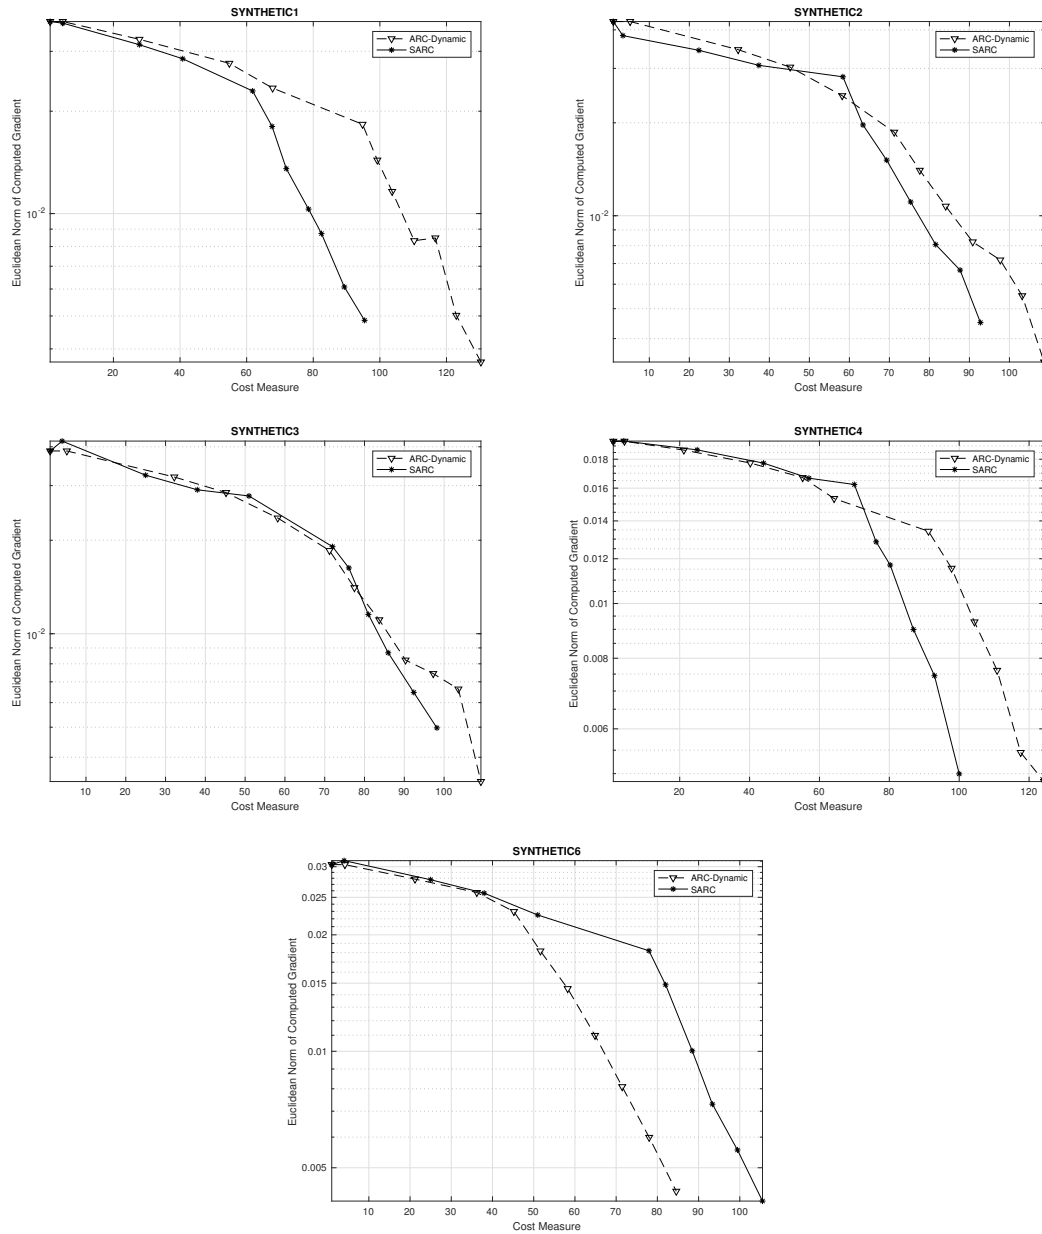 SYNTHETIC1
ARC-Dynamic
SARC
Euclidean Norm of Computed Gradient
10-2
20 40 60 80 100 120
Cost Measure
SYNTHETIC2
ARC-Dynamic
SARC
Euclidean Norm of Computed Gradient
10-2
10 20 30 40 50 60 70 80 90 100
Cost Measure
SYNTHETIC3
ARC-Dynamic
SARC
Euclidean Norm of Computed Gradient
10-2
10 20 30 40 50 60 70 80 90 100
Cost Measure
SYNTHETIC4
ARC-Dynamic
SARC
Euclidean Norm of Computed Gradient
0.018
0.016
0.014
0.012
0.01
0.008
0.006
20 40 60 80 100 120
Cost Measure
SYNTHETIC6
ARC-Dynamic
SARC
Euclidean Norm of Computed Gradient
0.03
0.025
0.02
0.015
0.01
0.005
10 20 30 40 50 60 70 80 90 100
Cost Measure